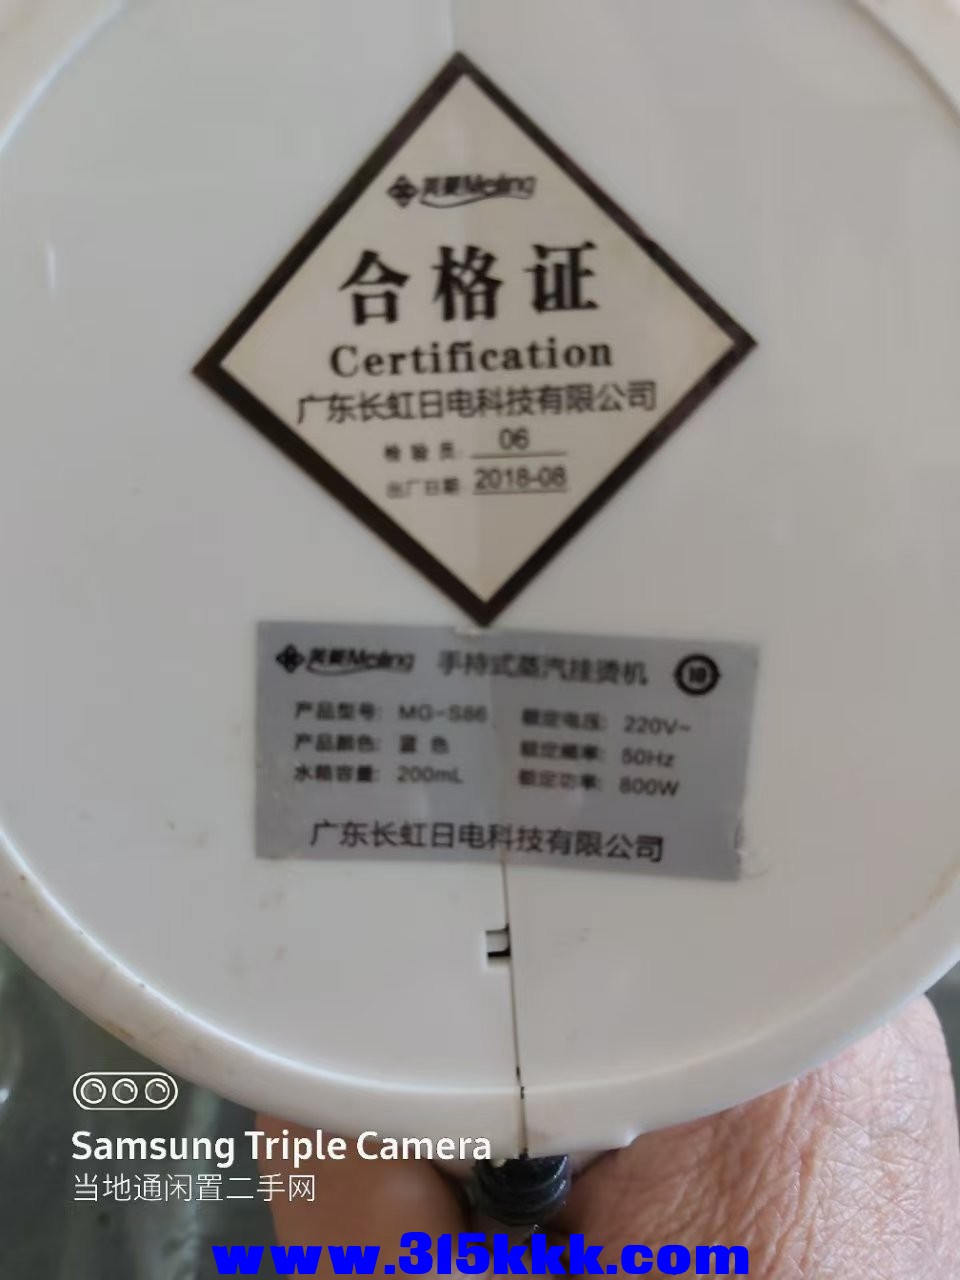 美菱Meiling
合格证
Certification
广东长虹日电科技有限公司
检验员: 06
出厂日期: 2018-08
美菱Meiling 手持式蒸汽挂烫机 10
产品型号: MG-S86 额定电压: 220V~
产品颜色: 蓝色 额定频率: 50Hz
水箱容量: 200mL 额定功率: 800W
广东长虹日电科技有限公司
Samsung Triple Camera
当地通闲置二手网
www.315kkk.com